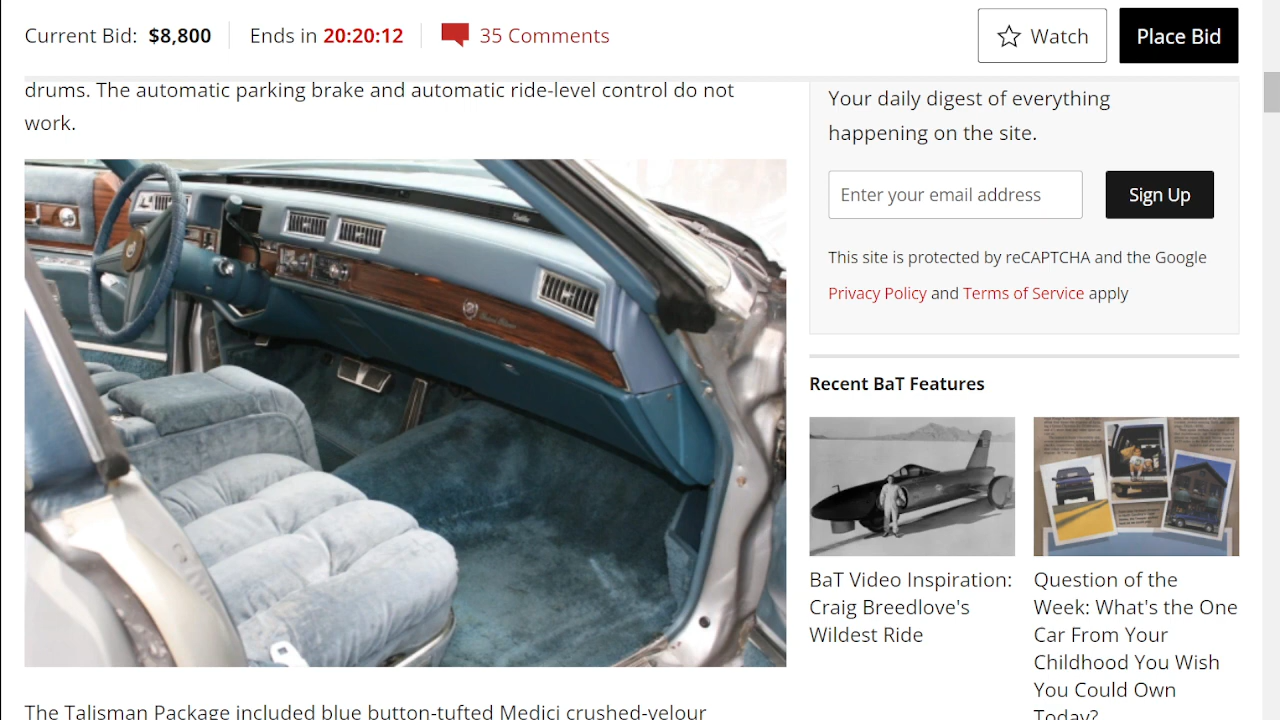 Current Bid: $8,800 Ends in 20:20:12 35 Comments Watch Place Bid
drums. The automatic parking brake and automatic ride-level control do not
work.
The Talisman Package included blue button-tufted Medici crushed-velour
Your daily digest of everything
happening on the site.
Enter your email address Sign Up
This site is protected by reCAPTCHA and the Google
Privacy Policy and Terms of Service apply
Recent BaT Features
BaT Video Inspiration:
Craig Breedlove's
Wildest Ride
Question of the
Week: What's the One
Car From Your
Childhood You Wish
You Could Own
Today?